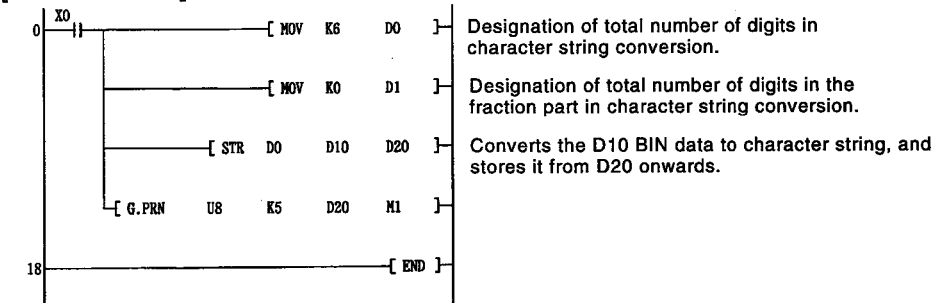 X0
0 [ MOV K6 D0 ] Designation of total number of digits in
character string conversion.
[ MOV K0 D1 ] Designation of total number of digits in the
fraction part in character string conversion.
[ STR D0 D10 D20 ] Converts the D10 BIN data to character string, and
stores it from D20 onwards.
[ G.PRN U8 K5 D20 M1 ]
18 [ END ]